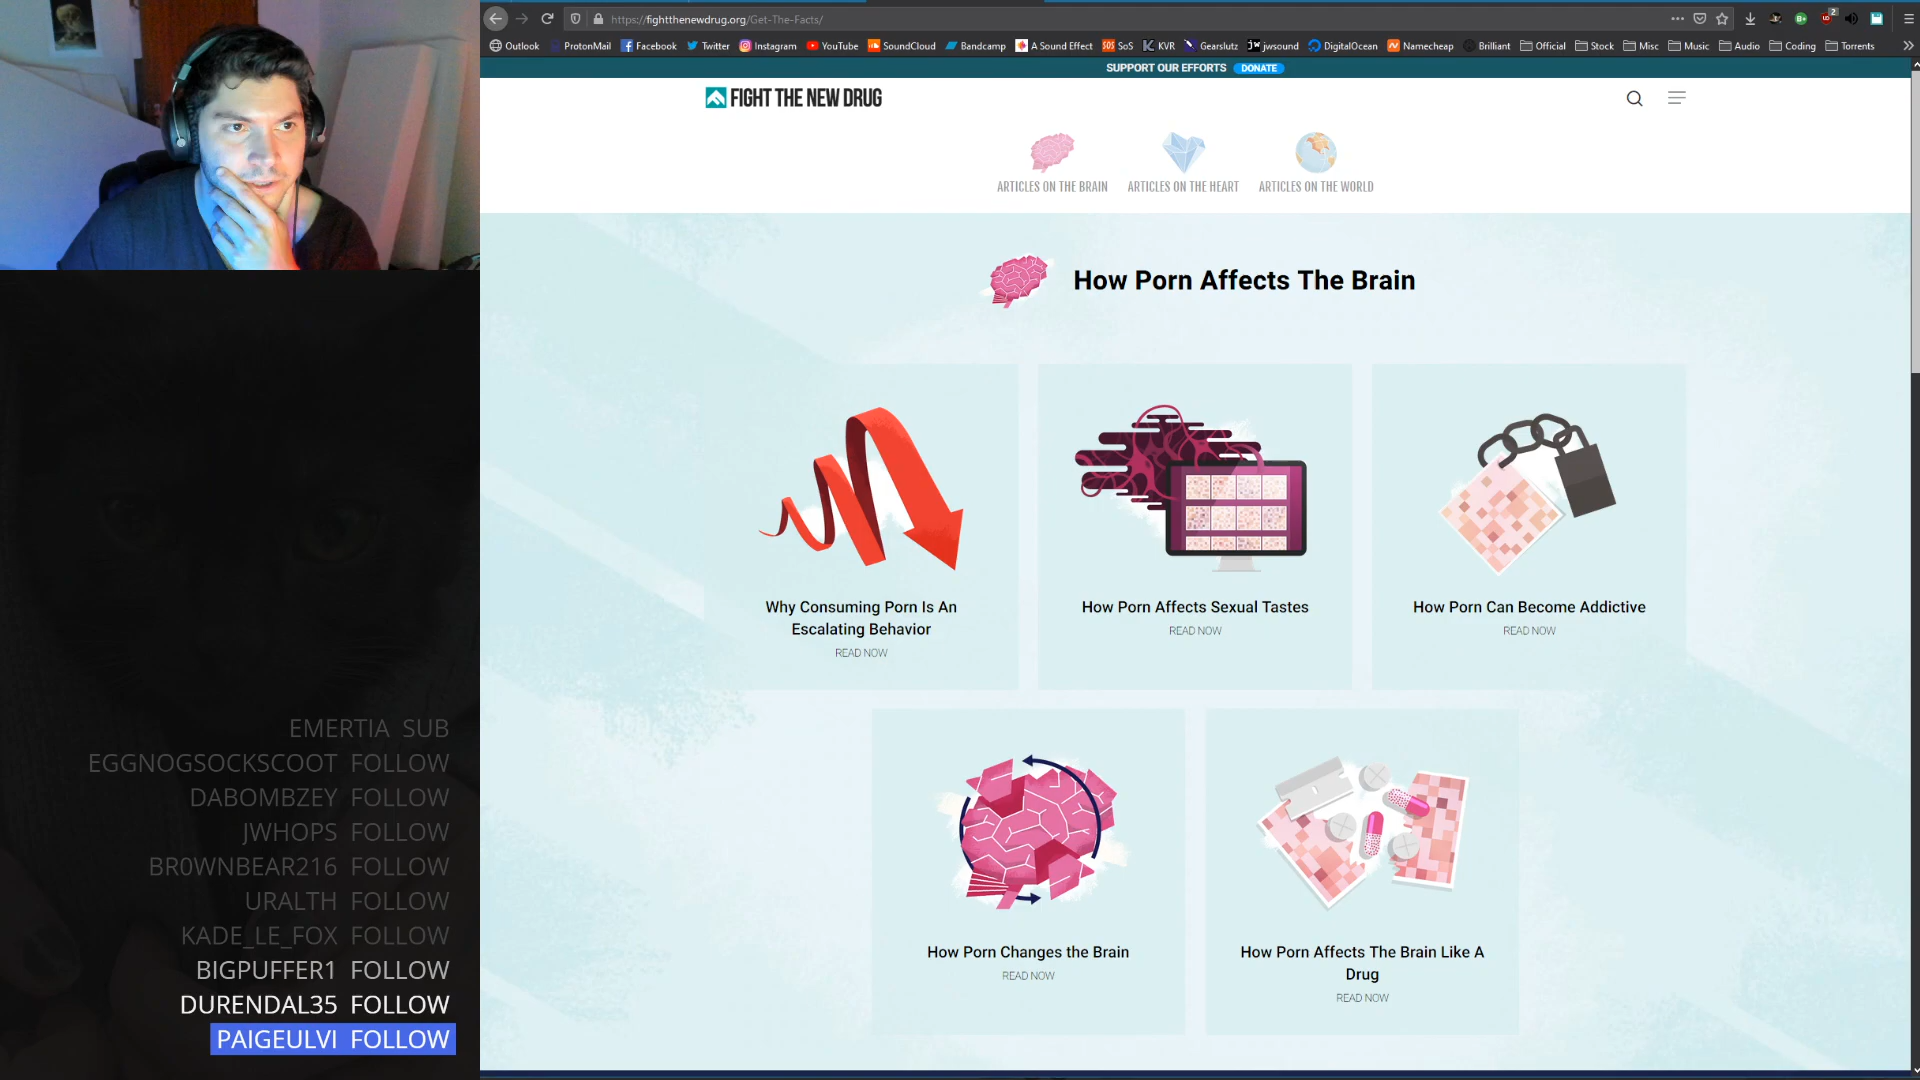 https://fightthenewdrug.org/Get-The-Facts/
2
Outlook ProtonMail Facebook Twitter Instagram YouTube SoundCloud Bandcamp A Sound Effect SoS KVR Gearslutz jwsound DigitalOcean Namecheap Brilliant Official Stock Misc Music Audio Coding Torrents
SUPPORT OUR EFFORTS DONATE
FIGHT THE NEW DRUG
ARTICLES ON THE BRAIN ARTICLES ON THE HEART ARTICLES ON THE WORLD
How Porn Affects The Brain
Why Consuming Porn Is An
Escalating Behavior
READ NOW
How Porn Affects Sexual Tastes
READ NOW
How Porn Can Become Addictive
READ NOW
How Porn Changes the Brain
READ NOW
How Porn Affects The Brain Like A
Drug
READ NOW
EMERTIA SUB
EGGNOGSOCKSCOOT FOLLOW
DABOMBZEY FOLLOW
JWHOPS FOLLOW
BR0WNBEAR216 FOLLOW
URALTH FOLLOW
KADE_LE_FOX FOLLOW
BIGPUFFER1 FOLLOW
DURENDAL35 FOLLOW
PAIGEULVI FOLLOW